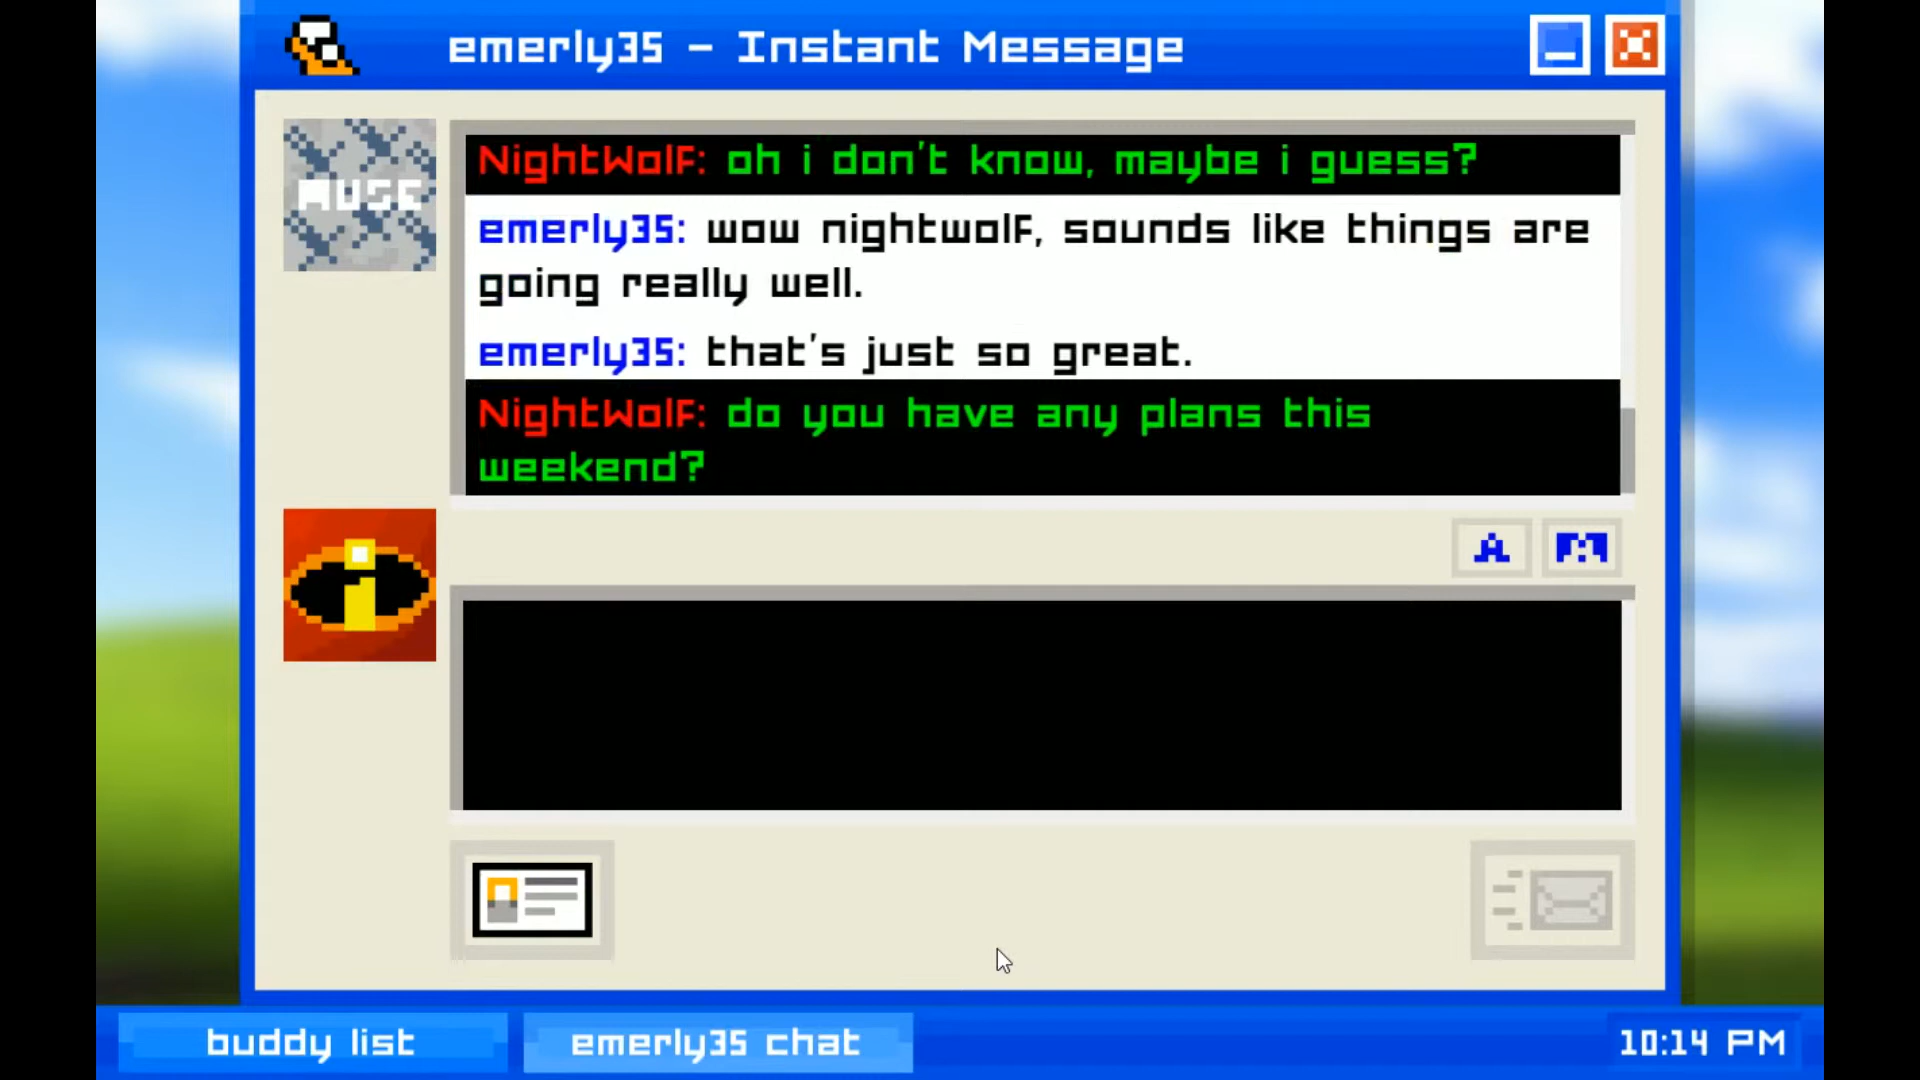 emerly35 - Instant Message
MUSE
NightWolf: oh i don't know, maybe i guess?
emerly35: wow nightwolf, sounds like things are
going really well.
emerly35: that's just so great.
NightWolf: do you have any plans this
weekend?
A
i
buddy list
emerly35 chat
10:14 PM